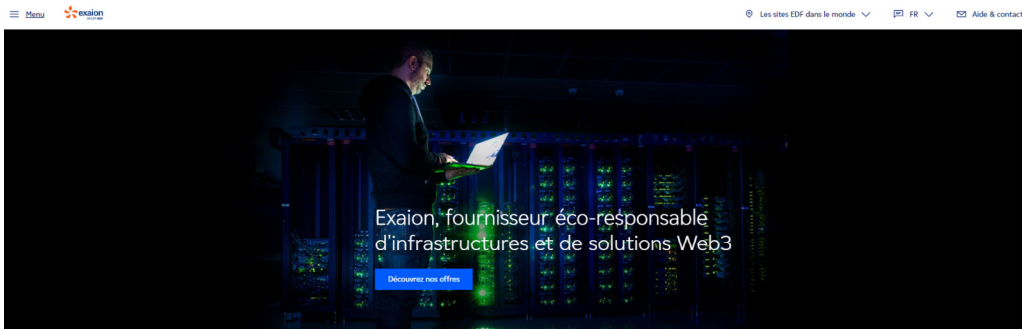 Menu
exaion
Les sites EDF dans le monde
FR
Aide & contact
Exaion, fournisseur éco-responsable
d'infrastructures et de solutions Web3
Découvrez nos offres